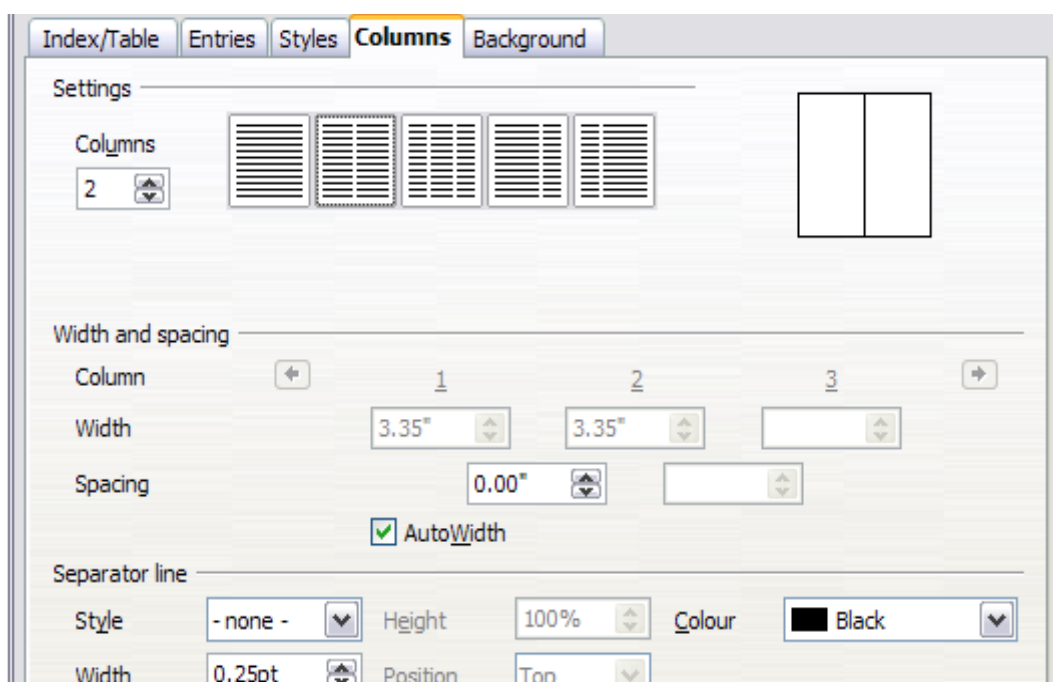 Index/Table Entries Styles Columns Background
Settings
Columns
2
Width and spacing
Column 1 2 3
Width 3.35" 3.35"
Spacing 0.00"
AutoWidth
Separator line
Style - none - Height 100% Colour Black
Width 0.25pt Position Top